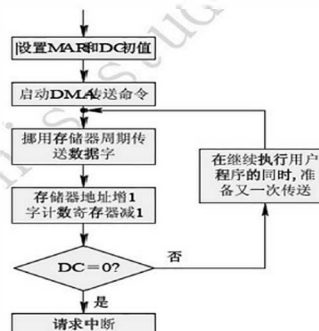 设置MAR和DC初值
启动DMA传送命令
挪用存储器周期传
送数据字
在继续执行用户
程序的同时,准
备又一次传送
存储器地址增1
字计数寄存器减1
DC=0?
否
是
请求中断